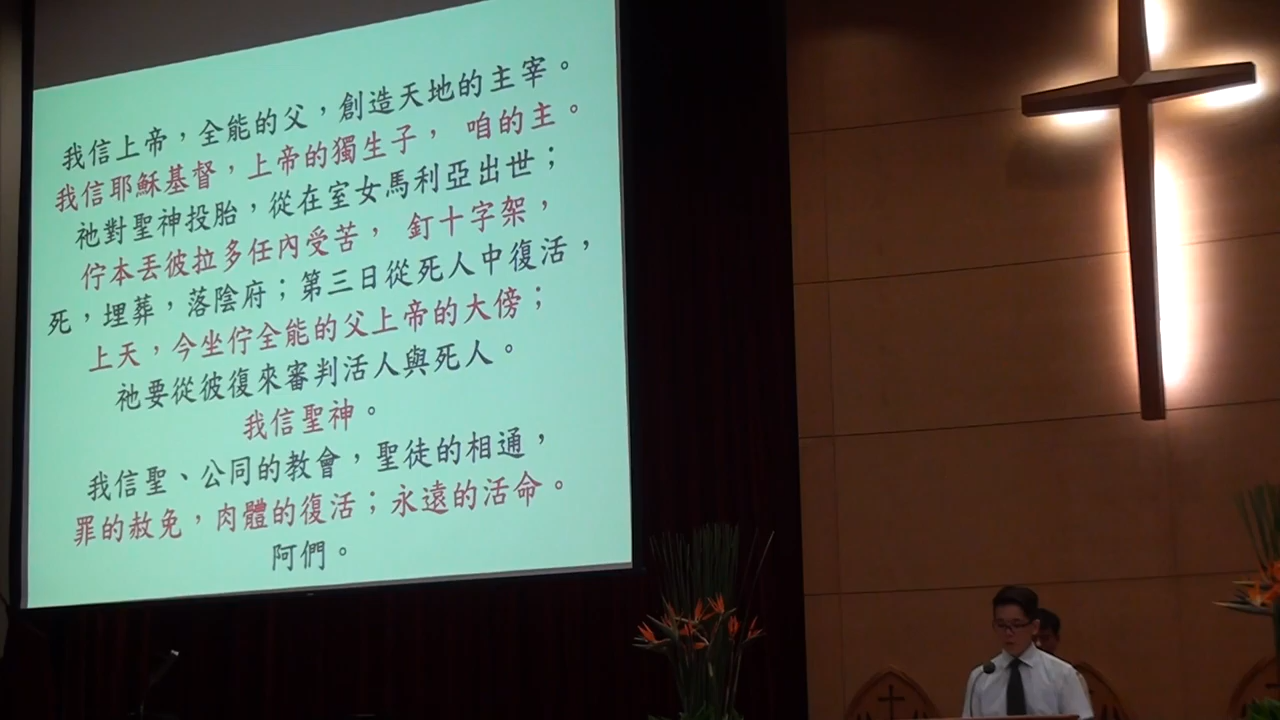 我信上帝，全能的父，創造天地的主宰。
我信耶穌基督，上帝的獨生子， 咱的主。
祂對聖神投胎，從在室女馬利亞出世；
佇本丟彼拉多任內受苦， 釘十字架，
死，埋葬，落陰府；第三日從死人中復活，
上天，今坐佇全能的父上帝的大傍；
祂要從彼復來審判活人與死人。
我信聖神。
我信聖、公同的教會，聖徒的相通，
罪的赦免，肉體的復活；永遠的活命。
阿們。